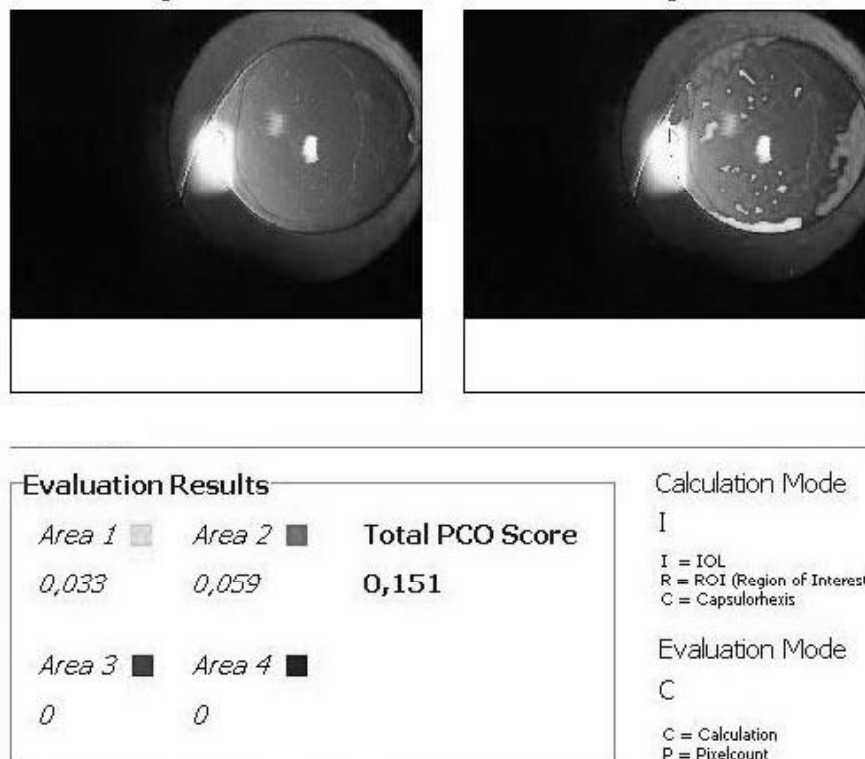 Evaluation Results
Area 1
Area 2
Total PCO Score
0,033
0,059
0,151
Area 3
Area 4
0
0
Calculation Mode
I
I = IOL
R = ROI (Region of Interest
C = Capsulorhexis
Evaluation Mode
C
C = Calculation
P = Pixelcount